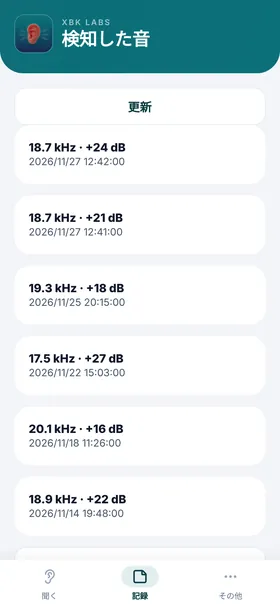 XBK LABS
検知した音
更新
18.7 kHz · +24 dB
2026/11/27 12:42:00
18.7 kHz · +21 dB
2026/11/27 12:41:00
19.3 kHz · +18 dB
2026/11/25 20:15:00
17.5 kHz · +27 dB
2026/11/22 15:03:00
20.1 kHz · +16 dB
2026/11/18 11:26:00
18.9 kHz · +22 dB
2026/11/14 19:48:00
聞く
記録
その他